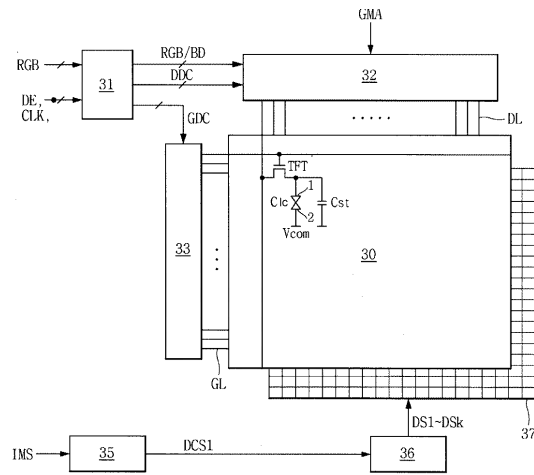 GMA
RGB
31
RGB/BD
DDC
32
DE,
CLK,
GDC
.....
DL
TFT
1
Clc
Cst
2
Vcom
33
30
GL
DS1~DSk
37
IMS
35
DCS1
36